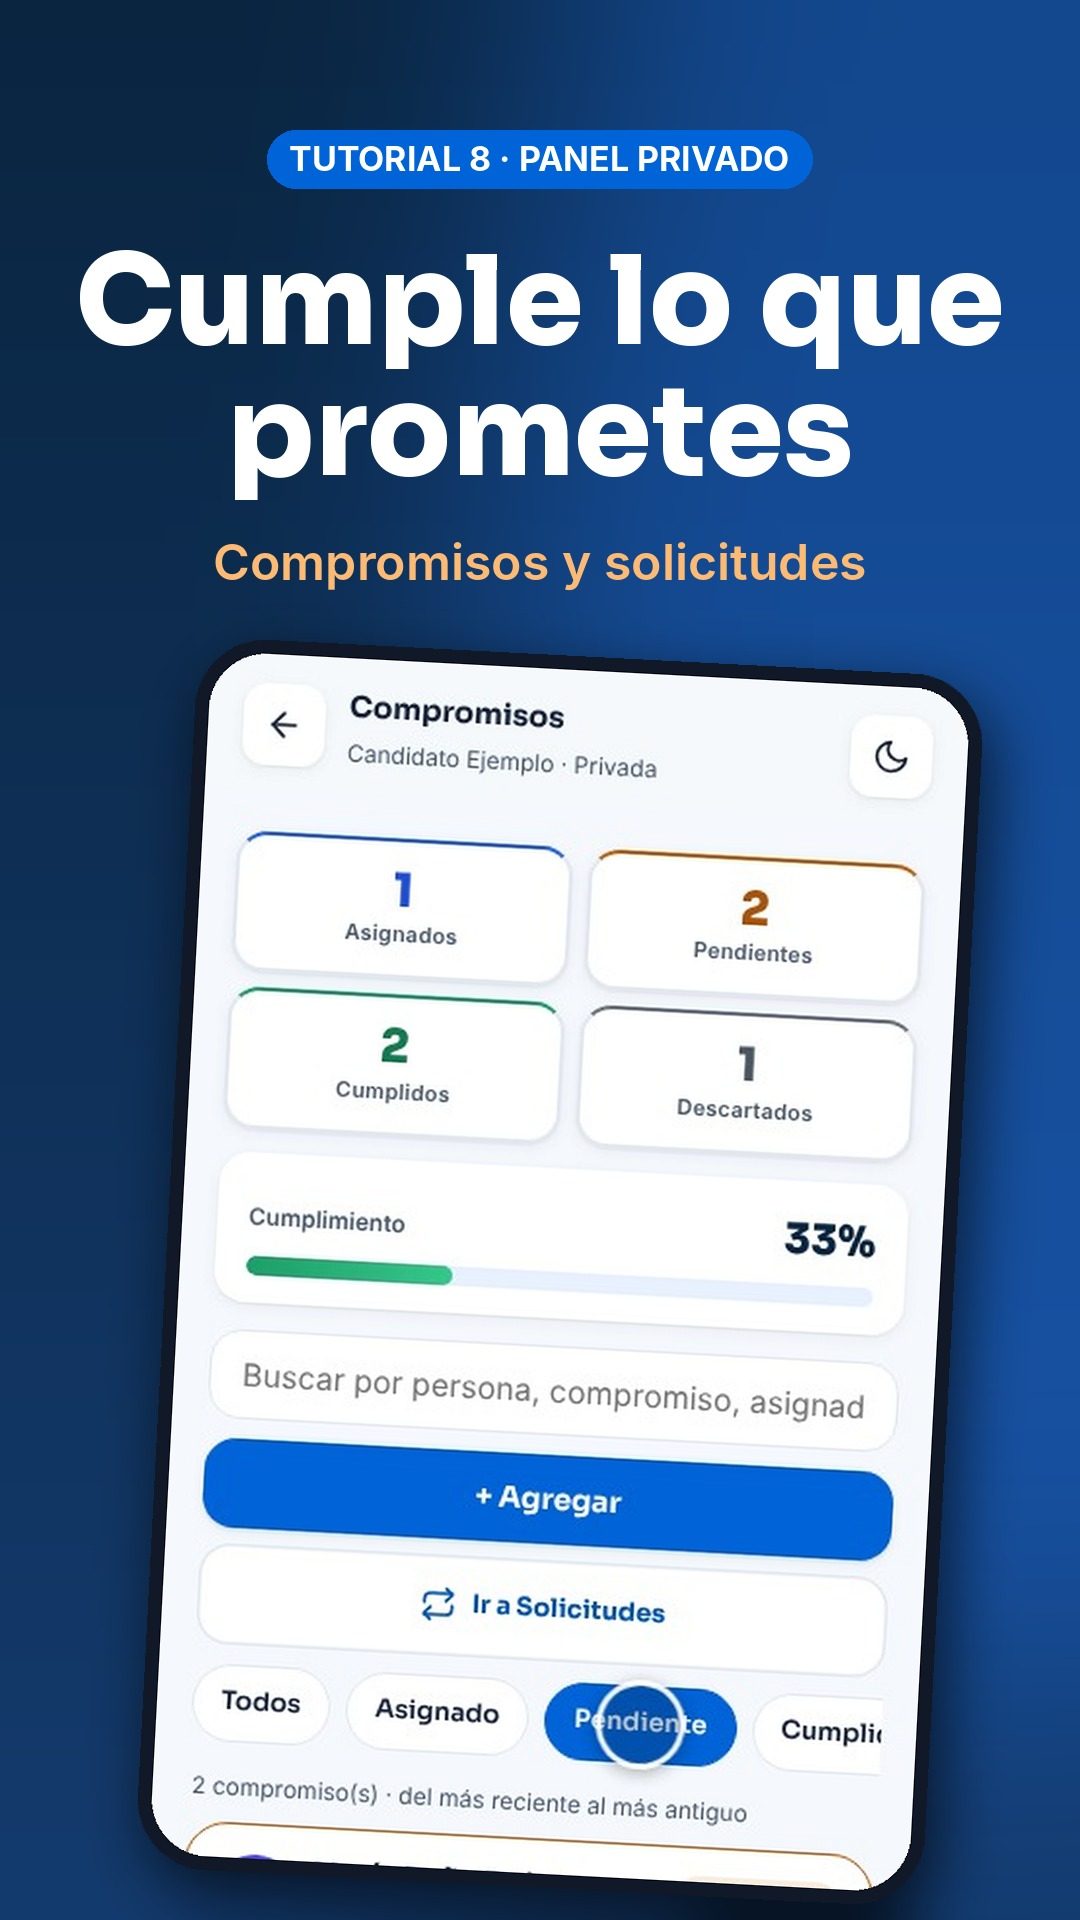 TUTORIAL 8 · PANEL PRIVADO
Cumple lo que
prometes
Compromisos y solicitudes
Compromisos
Candidato Ejemplo · Privada
1
Asignados
2
Pendientes
2
Cumplidos
1
Descartados
Cumplimiento
33%
Buscar por persona, compromiso, asignad
+ Agregar
Ir a Solicitudes
Todos
Asignado
Pendiente
Cumplid
2 compromiso(s) · del más reciente al más antiguo